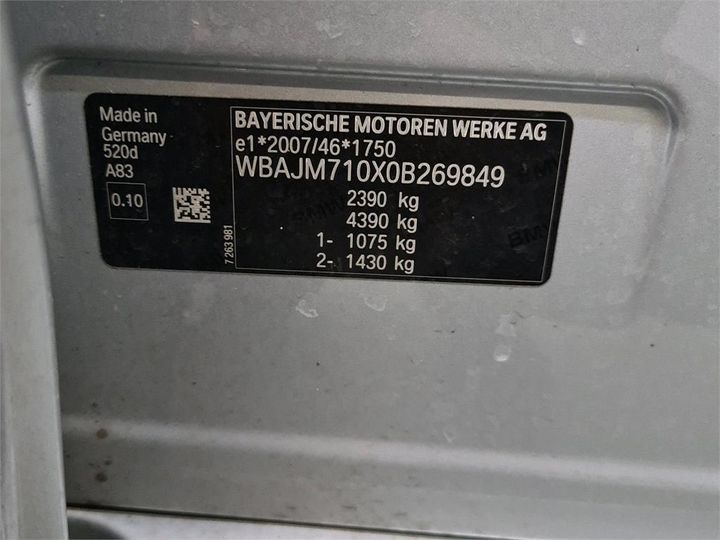 Made in
Germany
520d
A83
0.10
7 263 981
BAYERISCHE MOTOREN WERKE AG
e1*2007/46*1750
WBAJM710X0B269849
2390 kg
4390 kg
1- 1075 kg
2- 1430 kg
BMW